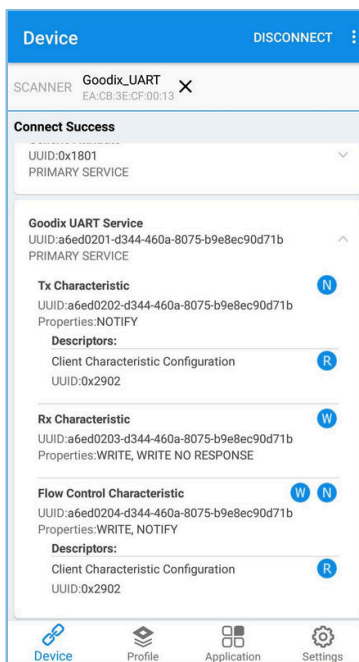 Device
DISCONNECT
SCANNER
Goodix_UART
EA:CB:3E:CF:00:13
Connect Success
UUID:0x1801
PRIMARY SERVICE
Goodix UART Service
UUID:a6ed0201-d344-460a-8075-b9e8ec90d71b
PRIMARY SERVICE
Tx Characteristic N
UUID:a6ed0202-d344-460a-8075-b9e8ec90d71b
Properties:NOTIFY
Descriptors:
Client Characteristic Configuration R
UUID:0x2902
Rx Characteristic W
UUID:a6ed0203-d344-460a-8075-b9e8ec90d71b
Properties:WRITE, WRITE NO RESPONSE
Flow Control Characteristic W N
UUID:a6ed0204-d344-460a-8075-b9e8ec90d71b
Properties:WRITE, NOTIFY
Descriptors:
Client Characteristic Configuration R
UUID:0x2902
Device Profile Application Settings